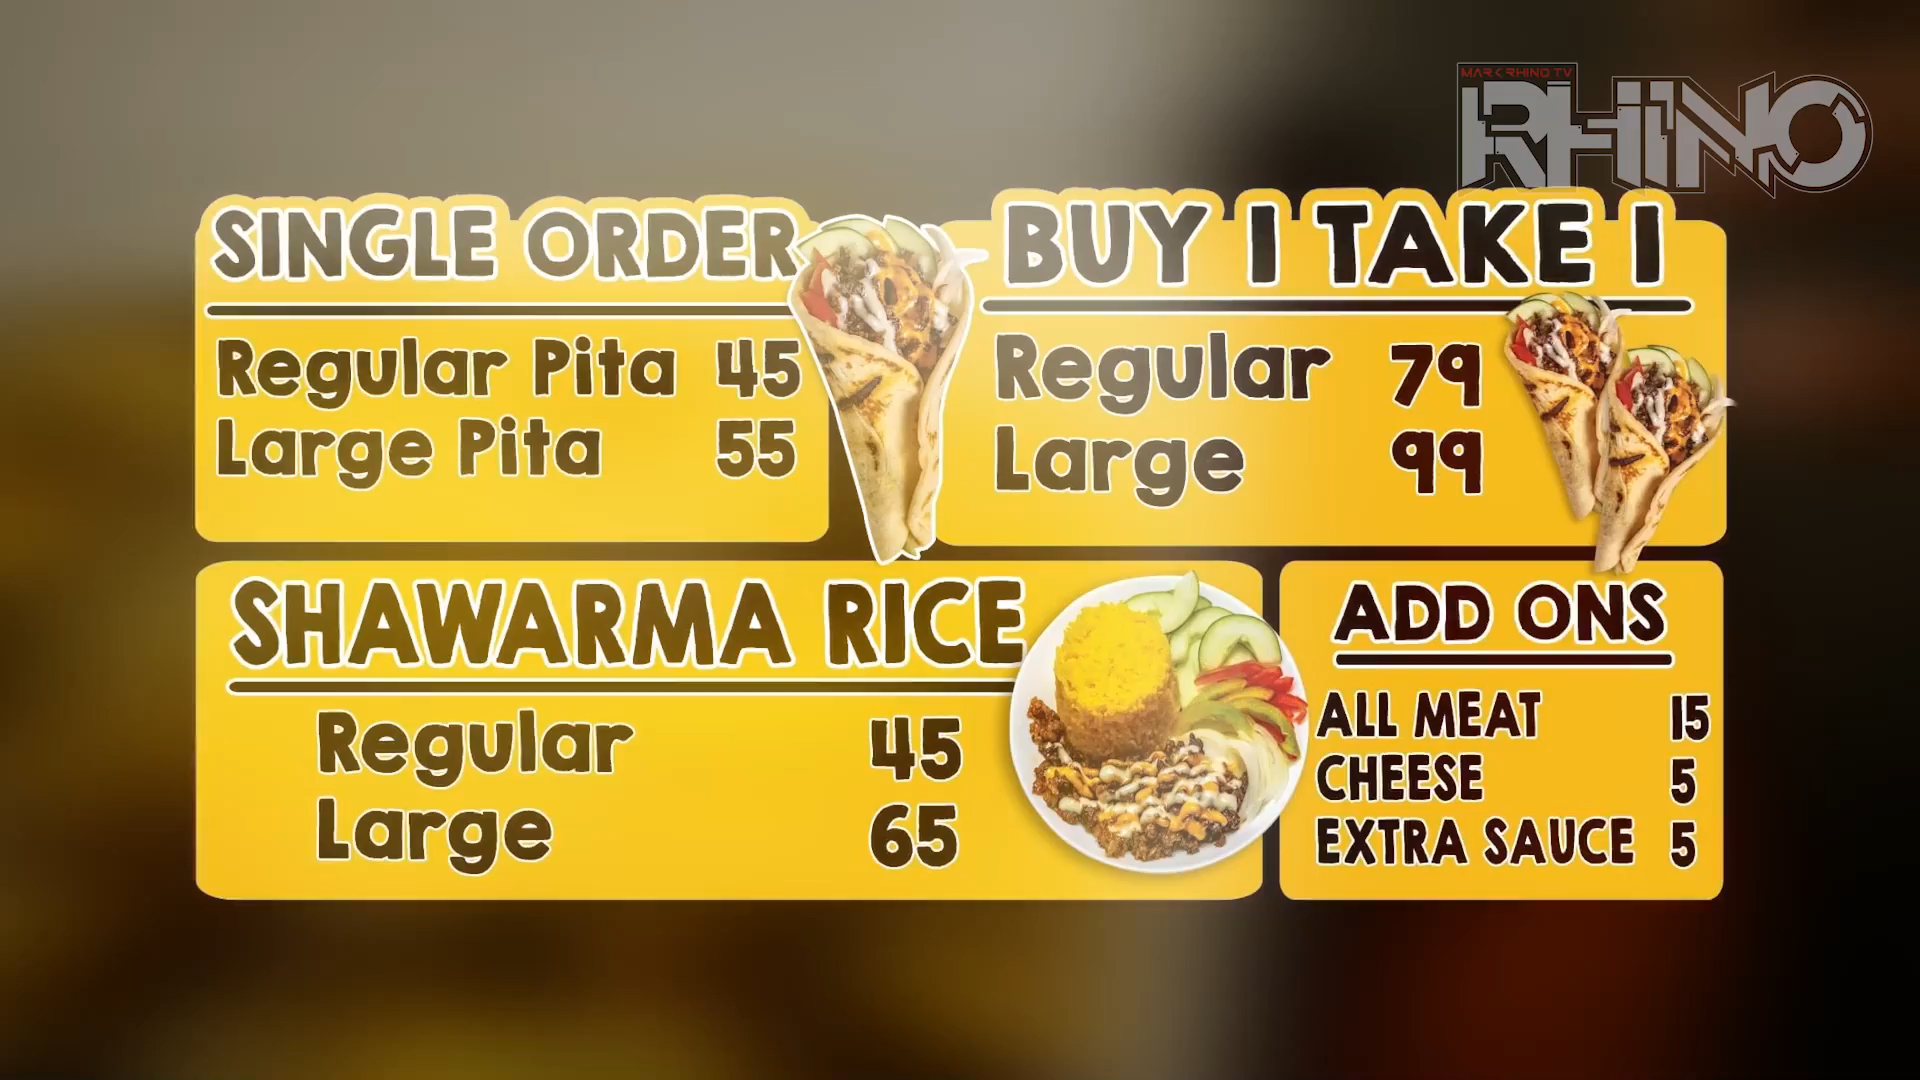 MARK RHINO TV
RHINO
SINGLE ORDER
Regular Pita 45
Large Pita 55
BUY 1 TAKE 1
Regular 79
Large 99
SHAWARMA RICE
Regular 45
Large 65
ADD ONS
ALL MEAT 15
CHEESE 5
EXTRA SAUCE 5